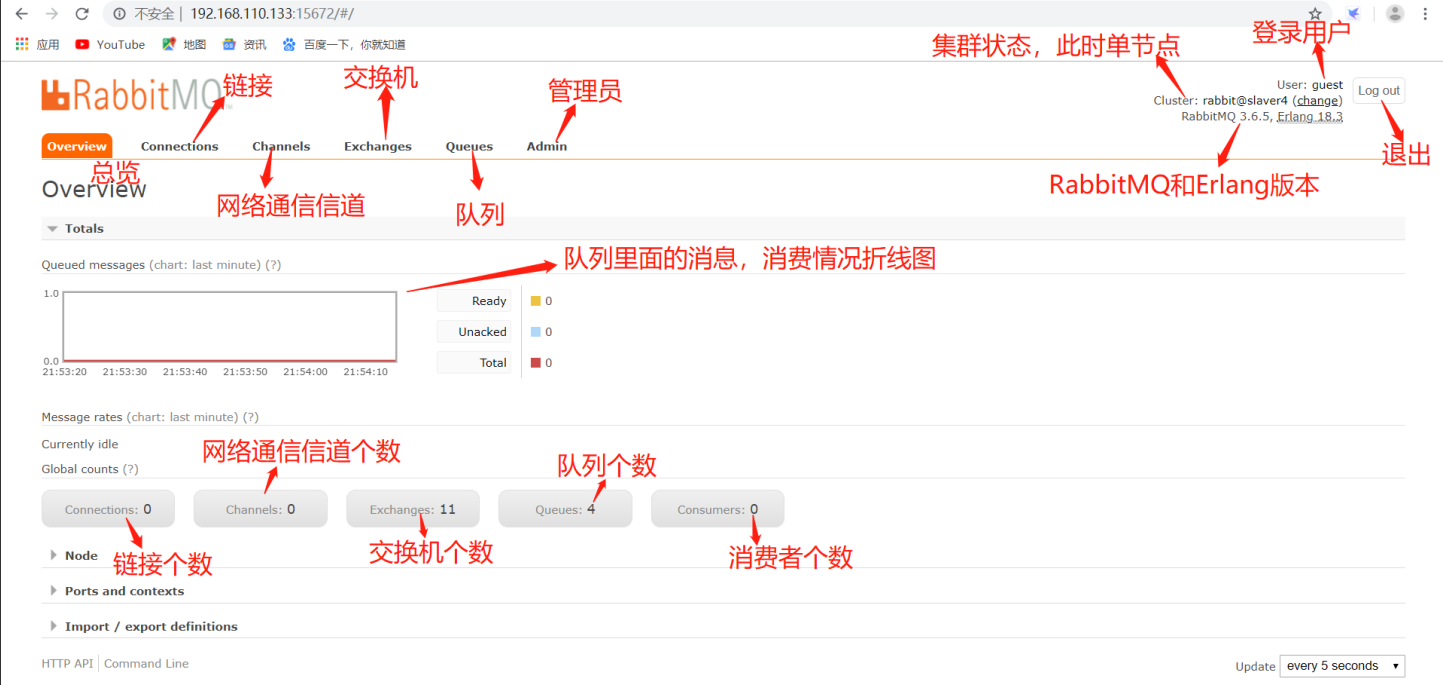 不安全 | 192.168.110.133:15672/#/
应用 YouTube 地图 资讯 百度一下，你就知道
集群状态，此时单节点 登录用户
RabbitMQ 链接 交换机 管理员
User: guest Log out
Cluster: rabbit@slaver4 (change)
RabbitMQ 3.6.5, Erlang 18.3
Overview Connections Channels Exchanges Queues Admin
总览 退出
Overview
网络通信信道 队列 RabbitMQ和Erlang版本
Totals
队列里面的消息，消费情况折线图
Queued messages (chart: last minute) (?)
1.0
Ready 0
Unacked 0
Total 0
0.0
21:53:20 21:53:30 21:53:40 21:53:50 21:54:00 21:54:10
Message rates (chart: last minute) (?)
Currently idle
网络通信信道个数 队列个数
Global counts (?)
Connections: 0 Channels: 0 Exchanges: 11 Queues: 4 Consumers: 0
链接个数 交换机个数 消费者个数
Node
Ports and contexts
Import / export definitions
HTTP API Command Line
Update every 5 seconds